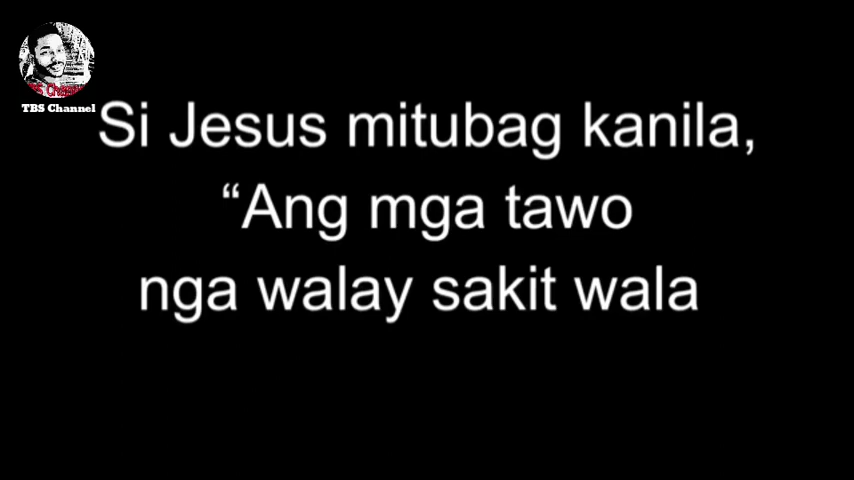 TBS Channel
Si Jesus mitubag kanila,
“Ang mga tawo
nga walay sakit wala